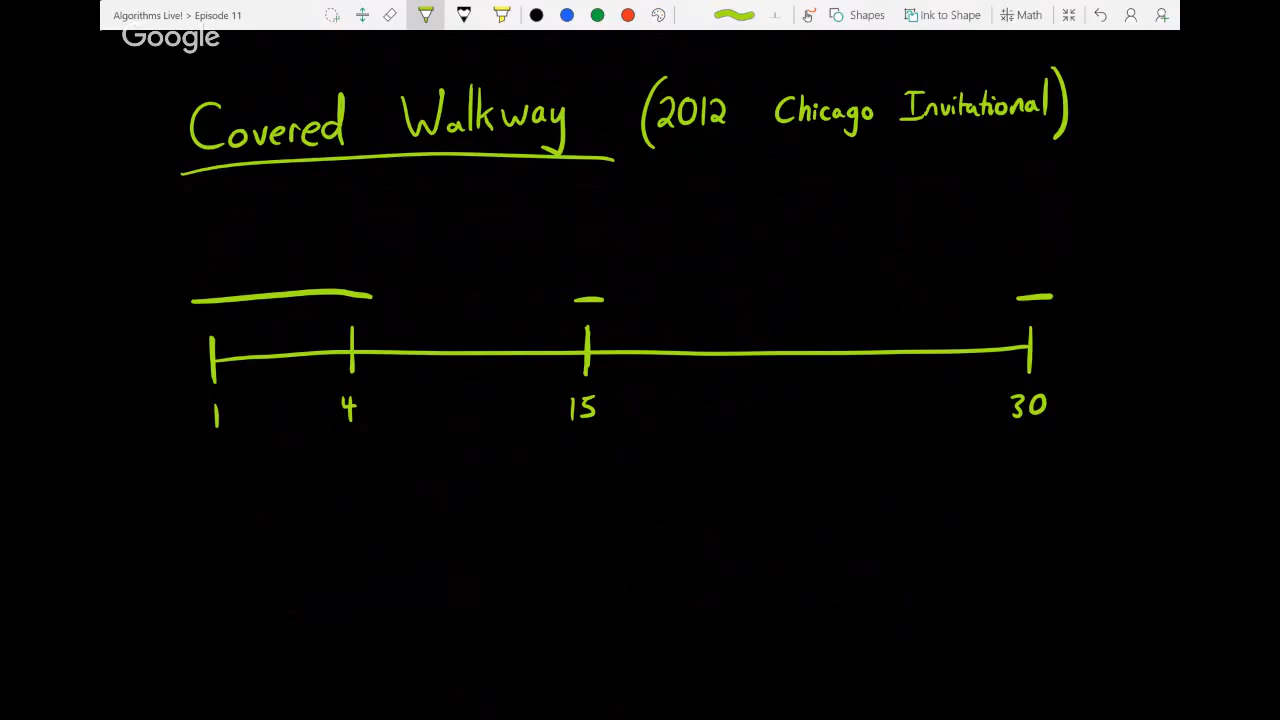 Algorithms Live! > Episode 11 Shapes Ink to Shape Math
Google
Covered Walkway (2012 Chicago Invitational)
1 4 15 30